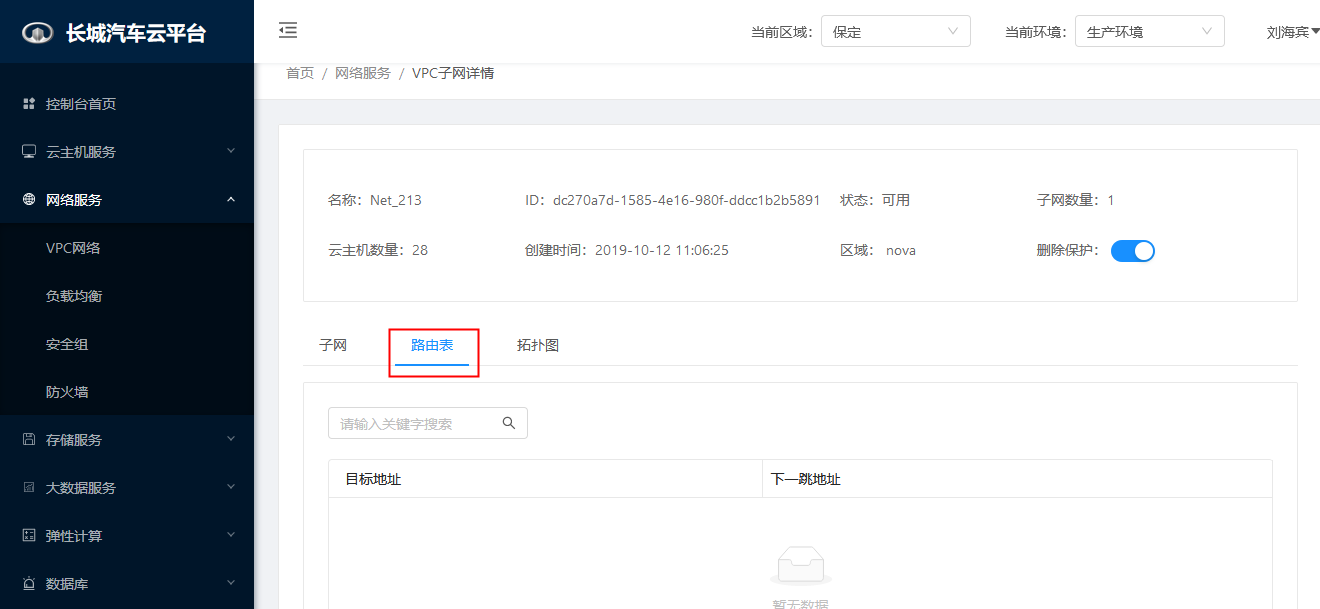 长城汽车云平台
当前区域： 保定
当前环境： 生产环境
刘海宾
首页 / 网络服务 / VPC子网详情
控制台首页
云主机服务
网络服务
VPC网络
负载均衡
安全组
防火墙
存储服务
大数据服务
弹性计算
数据库
名称：Net_213
ID：dc270a7d-1585-4e16-980f-ddcc1b2b5891
状态：可用
子网数量：1
云主机数量：28
创建时间：2019-10-12 11:06:25
区域： nova
删除保护：
子网
路由表
拓扑图
请输入关键字搜索
目标地址
下一跳地址
暂无数据